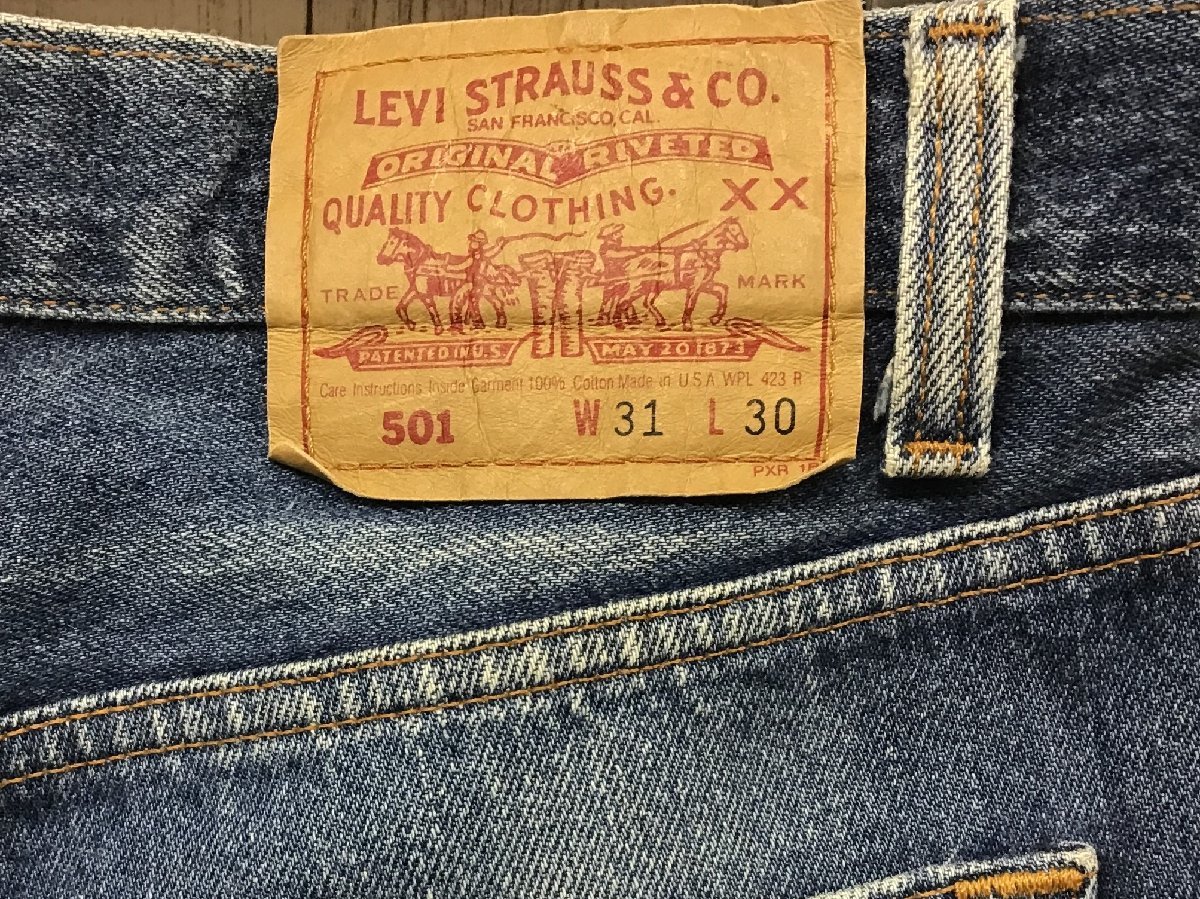 LEVI STRAUSS & CO.
SAN FRANCISCO, CAL.
ORIGINAL RIVETED
QUALITY CLOTHING. XX
TRADE MARK
PATENTED IN U.S. MAY 20 1873
Care Instructions Inside Garment 100% Cotton Made in U S A WPL 423 R
501 W 31 L 30
PXR